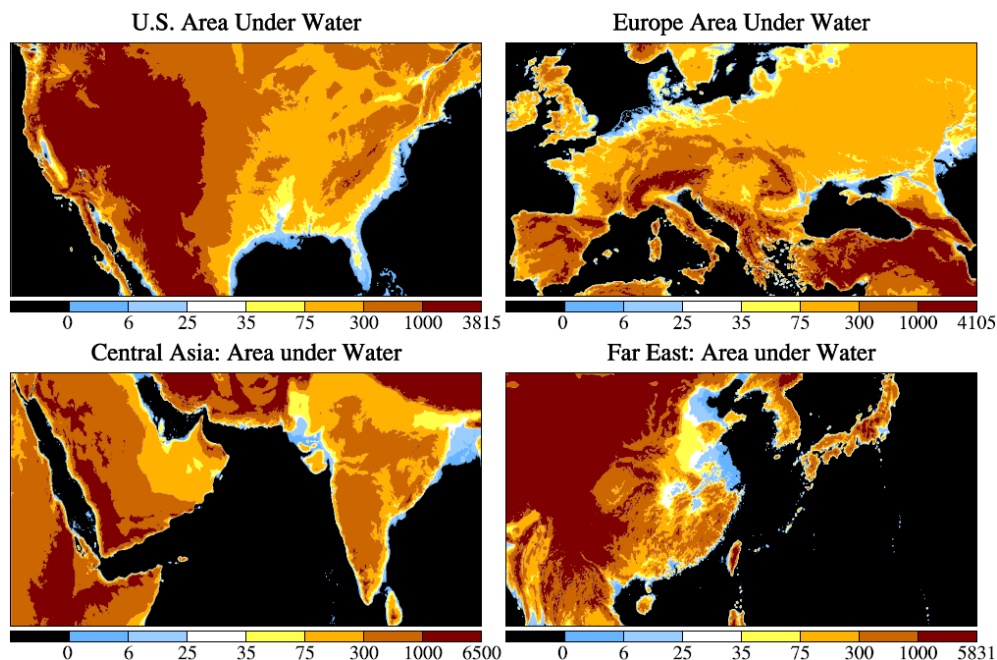 U.S. Area Under Water
Europe Area Under Water
0 6 25 35 75 300 1000 3815
0 6 25 35 75 300 1000 4105
Central Asia: Area under Water
Far East: Area under Water
0 6 25 35 75 300 1000 6500
0 6 25 35 75 300 1000 5831